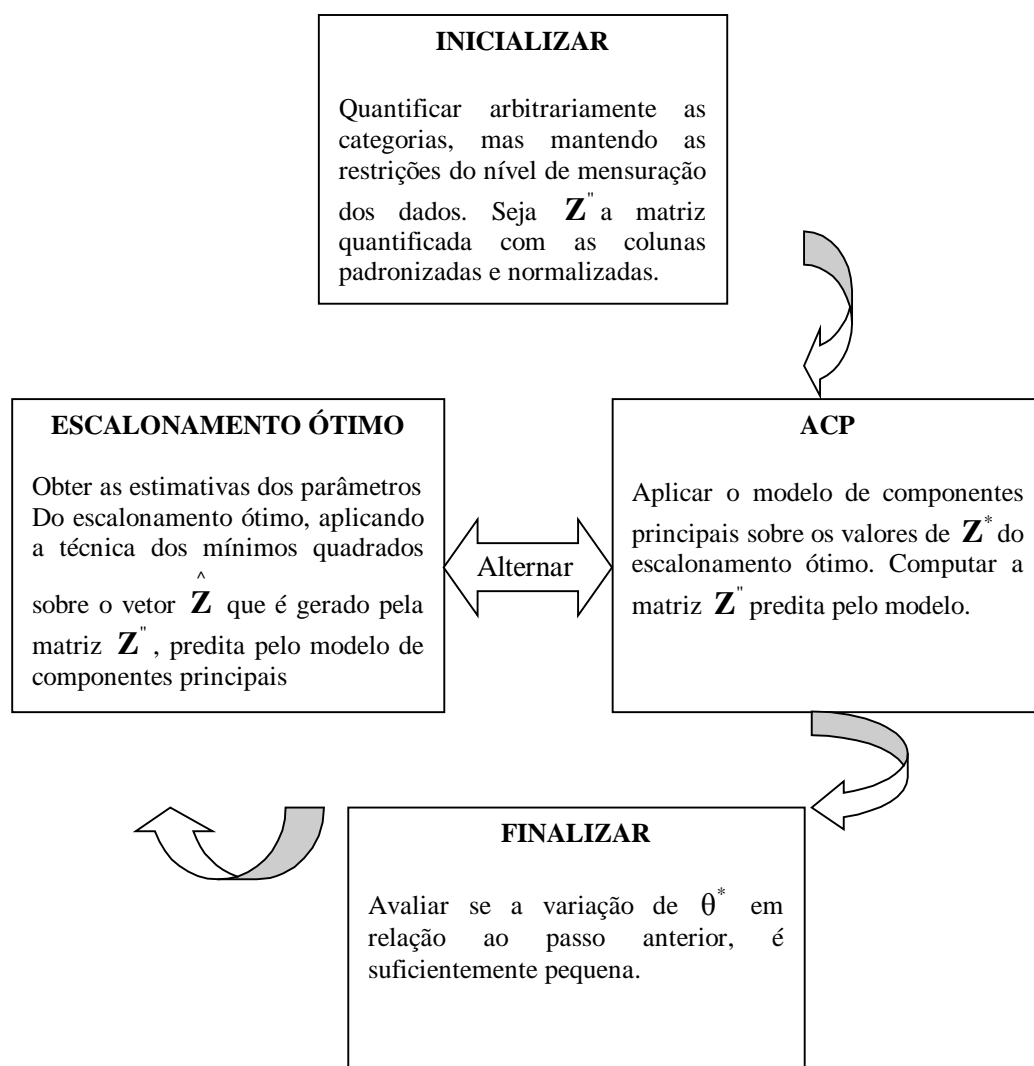 INICIALIZAR
Quantificar arbitrariamente as
categorias, mas mantendo as
restrições do nível de mensuração
dos dados. Seja Z" a matriz
quantificada com as colunas
padronizadas e normalizadas.
ESCALONAMENTO ÓTIMO
Obter as estimativas dos parâmetros
Do escalonamento ótimo, aplicando
a técnica dos mínimos quadrados
sobre o vetor Ẑ que é gerado pela
matriz Z", predita pelo modelo de
componentes principais
Alternar
ACP
Aplicar o modelo de componentes
principais sobre os valores de Z* do
escalonamento ótimo. Computar a
matriz Z" predita pelo modelo.
FINALIZAR
Avaliar se a variação de θ* em
relação ao passo anterior, é
suficientemente pequena.